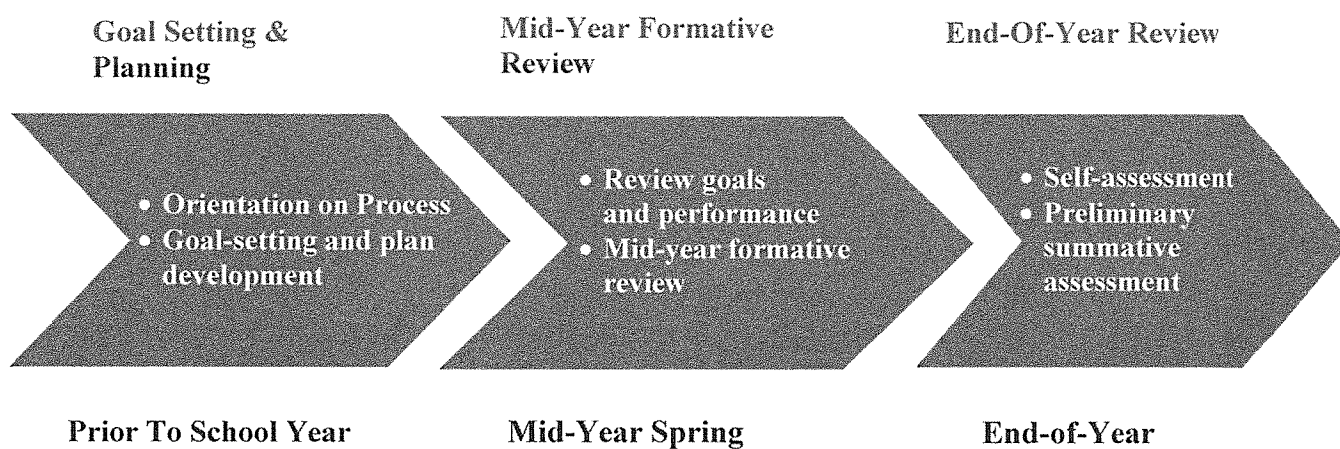 Goal Setting &
Planning
Mid-Year Formative
Review
End-Of-Year Review
• Orientation on Process
• Goal-setting and plan
development
• Review goals
and performance
• Mid-year formative
review
• Self-assessment
• Preliminary
summative
assessment
Prior To School Year
Mid-Year Spring
End-of-Year